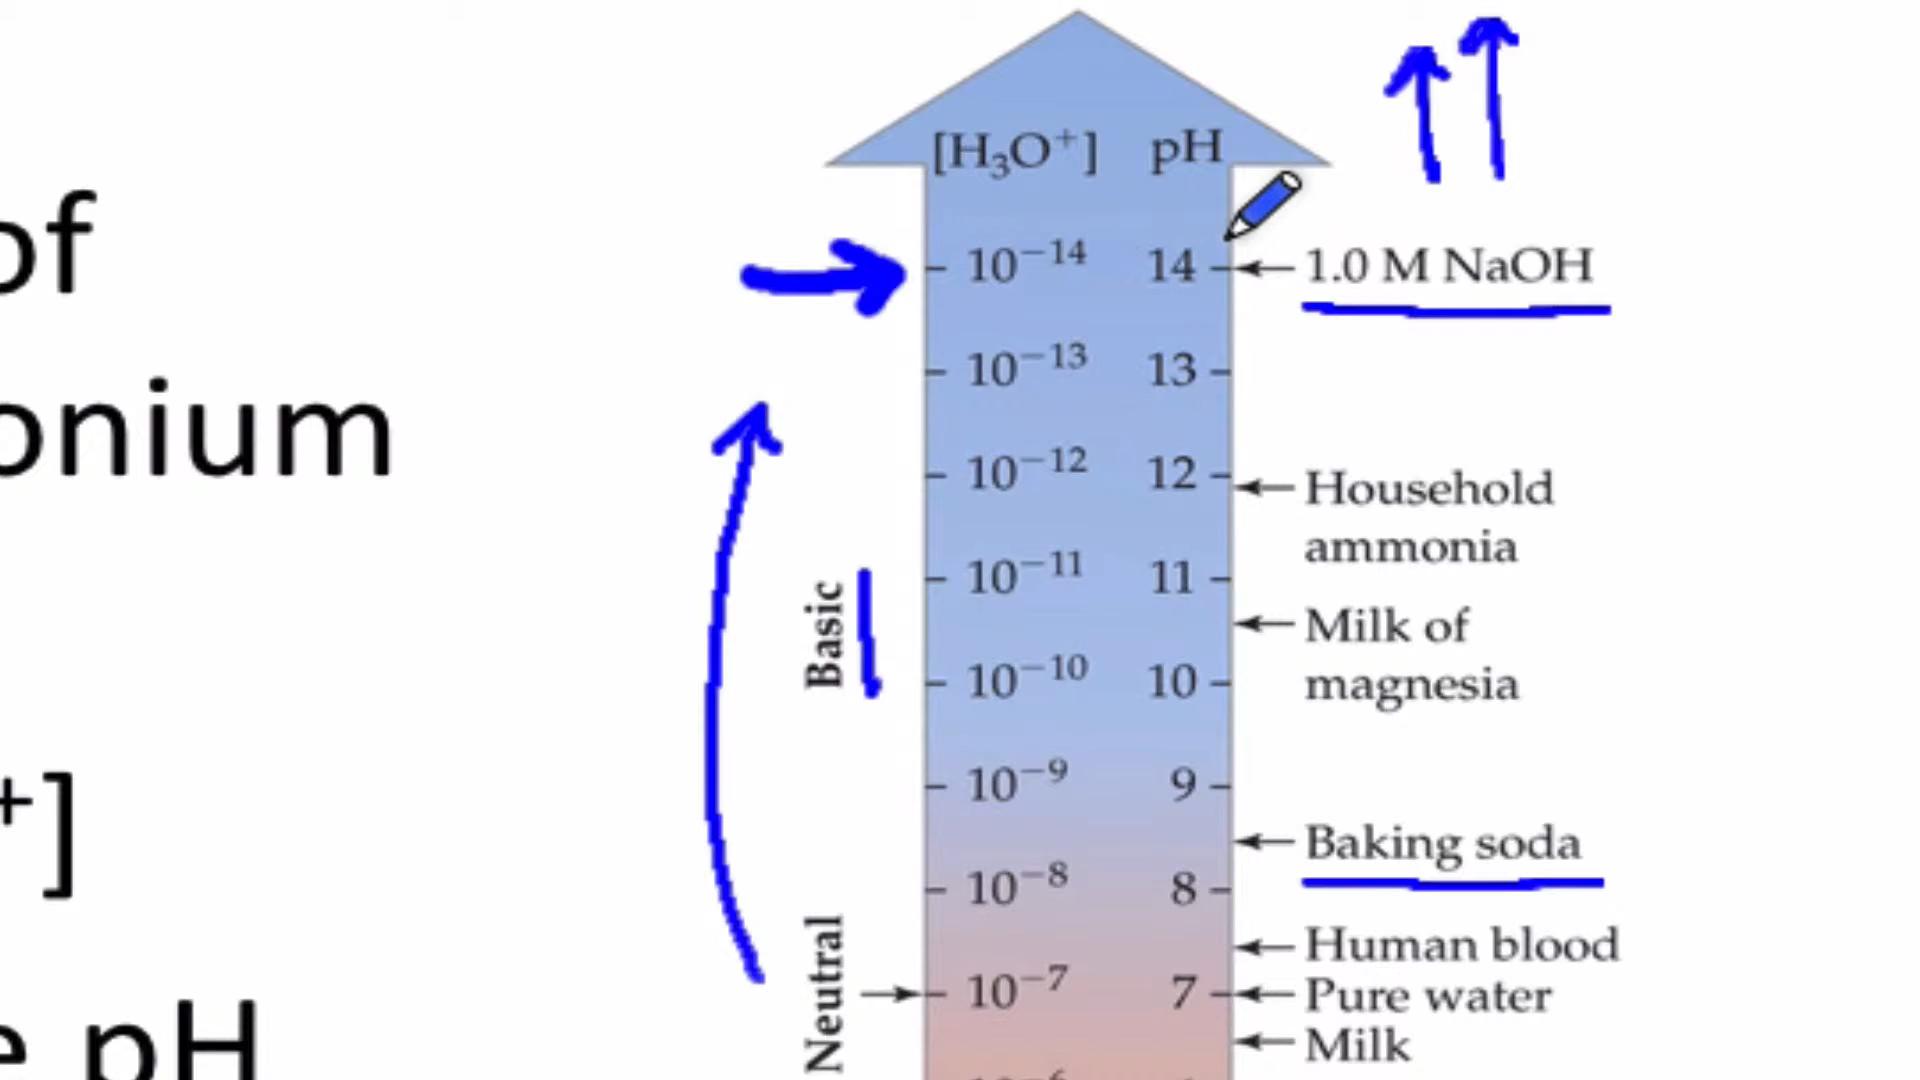 of
onium
+]
e pH
[H₃O⁺] pH
10⁻¹⁴ 14 1.0 M NaOH
10⁻¹³ 13
10⁻¹² 12
Household
ammonia
10⁻¹¹ 11
Milk of
magnesia
Basic
10⁻¹⁰ 10
10⁻⁹ 9
Baking soda
10⁻⁸ 8
Human blood
Neutral
10⁻⁷ 7 Pure water
Milk